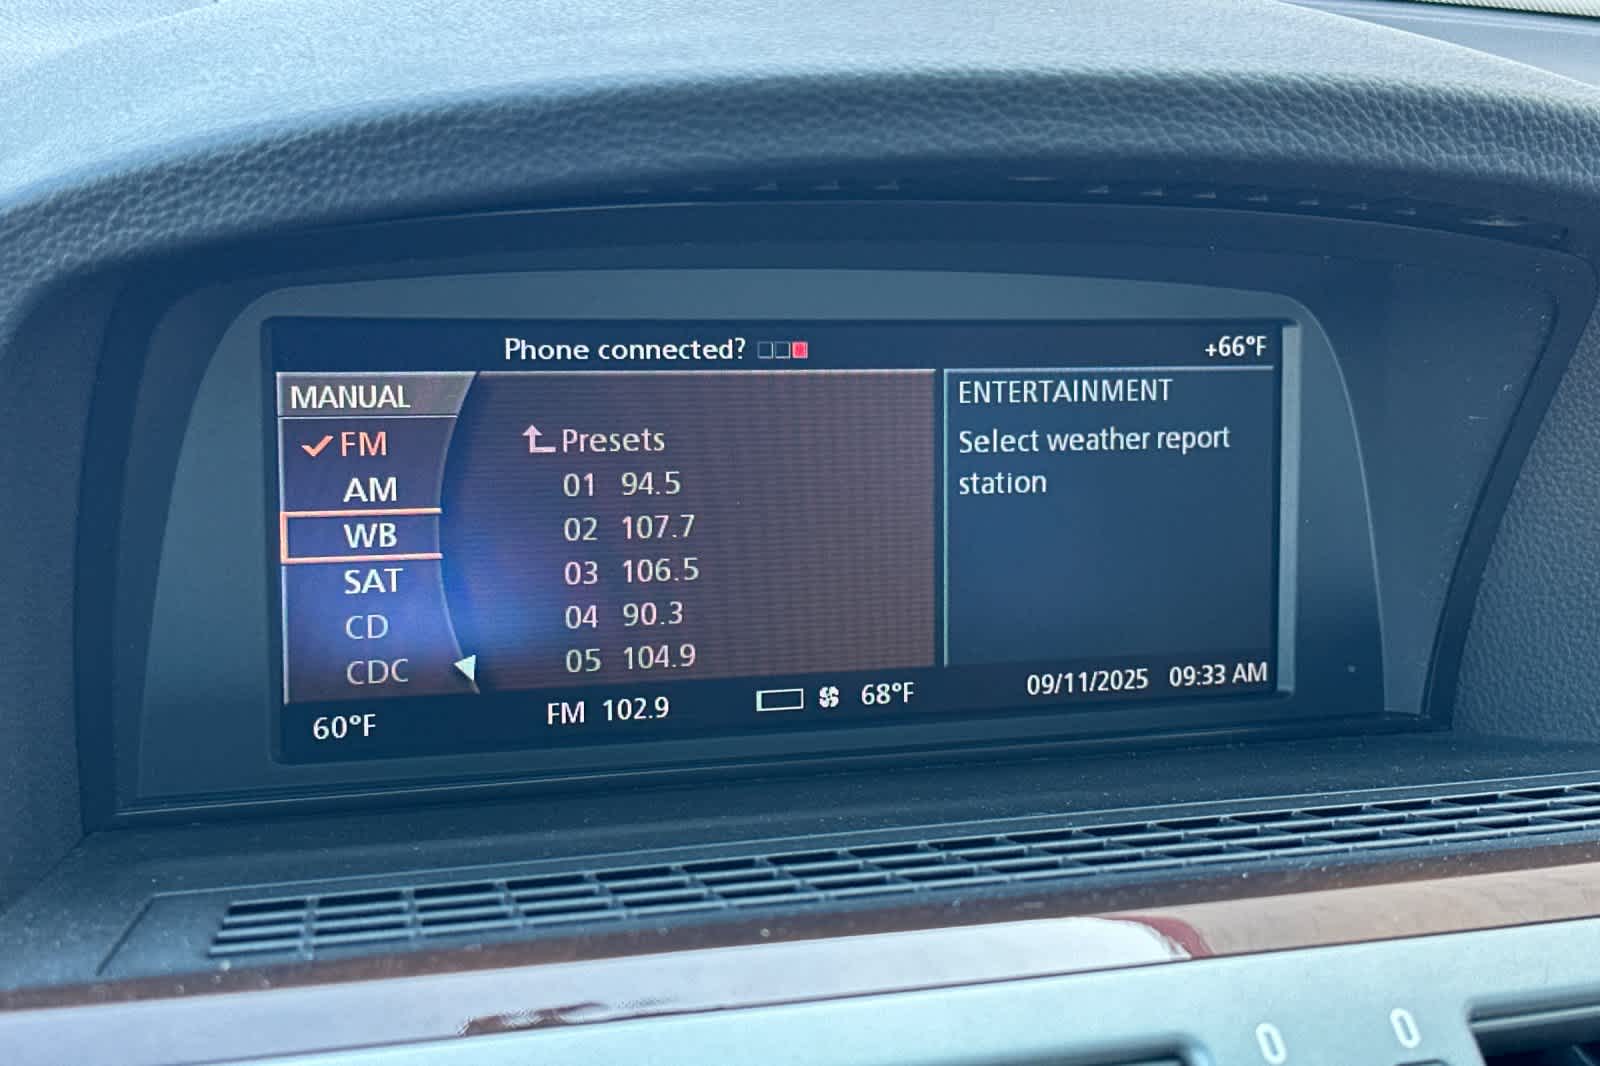 Phone connected?
+66°F
MANUAL
FM
AM
WB
SAT
CD
CDC
Presets
01 94.5
02 107.7
03 106.5
04 90.3
05 104.9
ENTERTAINMENT
Select weather report
station
60°F
FM 102.9
68°F
09/11/2025 09:33 AM
0 0